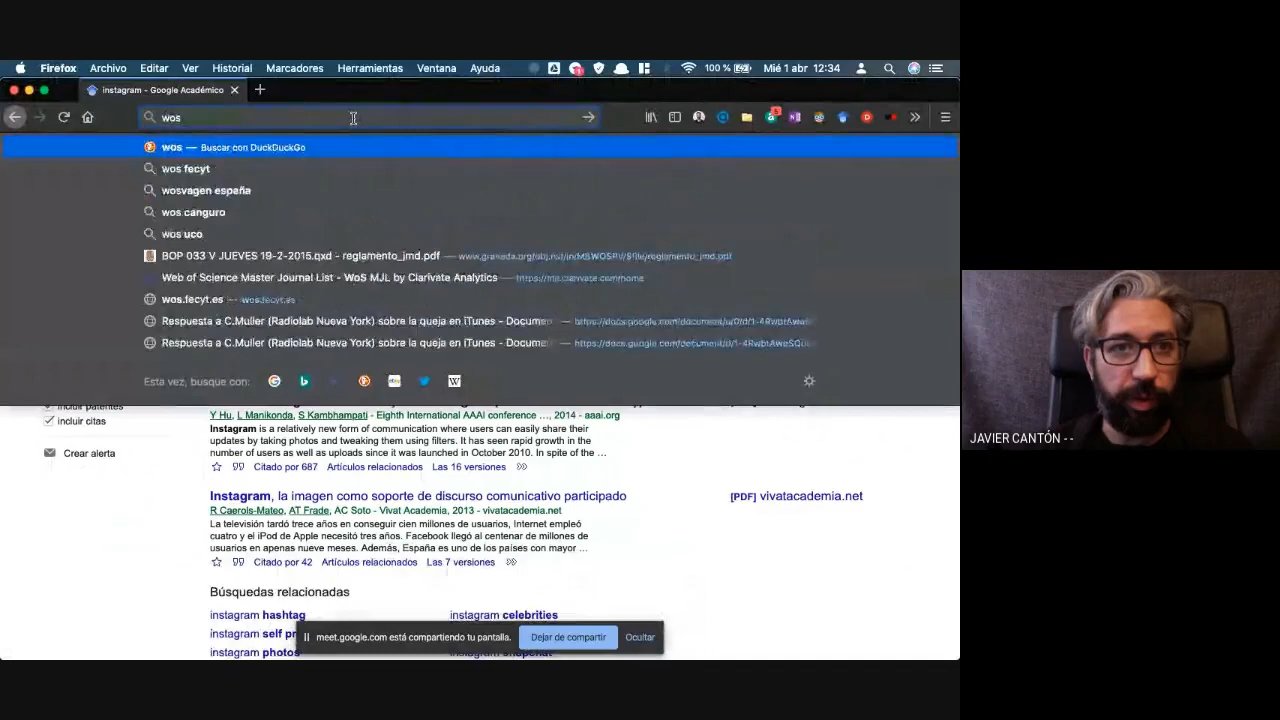 Firefox Archivo Editar Ver Historial Marcadores Herramientas Ventana Ayuda 100 % Mié 1 abr 12:34
instagram - Google Académico
wos
wos — Buscar con DuckDuckGo
wos fecyt
wosvagen españa
wos canguro
wos uco
BOP 033 V JUEVES 19-2-2015.qxd - reglamento_jmd.pdf —
Web of Science Master Journal List - WoS MJL by Clarivate Analytics — https://mjl.clarivate.com/home
wos.fecyt.es — wos.fecyt.es
Respuesta a C.Muller (Radiolab Nueva York) sobre la queja en iTunes - Docume —
Respuesta a C.Muller (Radiolab Nueva York) sobre la queja en iTunes - Docume —
Esta vez, busque con:
incluir patentes
incluir citas
Crear alerta
Y Hu, L Manikonda, S Kambhampati - Eighth International AAAI conference …, 2014 - aaai.org
Instagram is a relatively new form of communication where users can easily share their
updates by taking photos and tweaking them using filters. It has seen rapid growth in the
number of users as well as uploads since it was launched in October 2010. In spite of the …
Citado por 687 Artículos relacionados Las 16 versiones
Instagram, la imagen como soporte de discurso comunicativo participado
[PDF] vivatacademia.net
R Caerols-Mateo, AT Frade, AC Soto - Vivat Academia, 2013 - vivatacademia.net
La televisión tardó trece años en conseguir cien millones de usuarios, Internet empleó
cuatro y el iPod de Apple necesitó tres años. Facebook llegó al centenar de millones de
usuarios en apenas nueve meses. Además, España es uno de los países con mayor ...
Citado por 42 Artículos relacionados Las 7 versiones
Búsquedas relacionadas
instagram hashtag
instagram celebrities
instagram self
instagram photos
meet.google.com está compartiendo tu pantalla. Dejar de compartir Ocultar
JAVIER CANTÓN - -